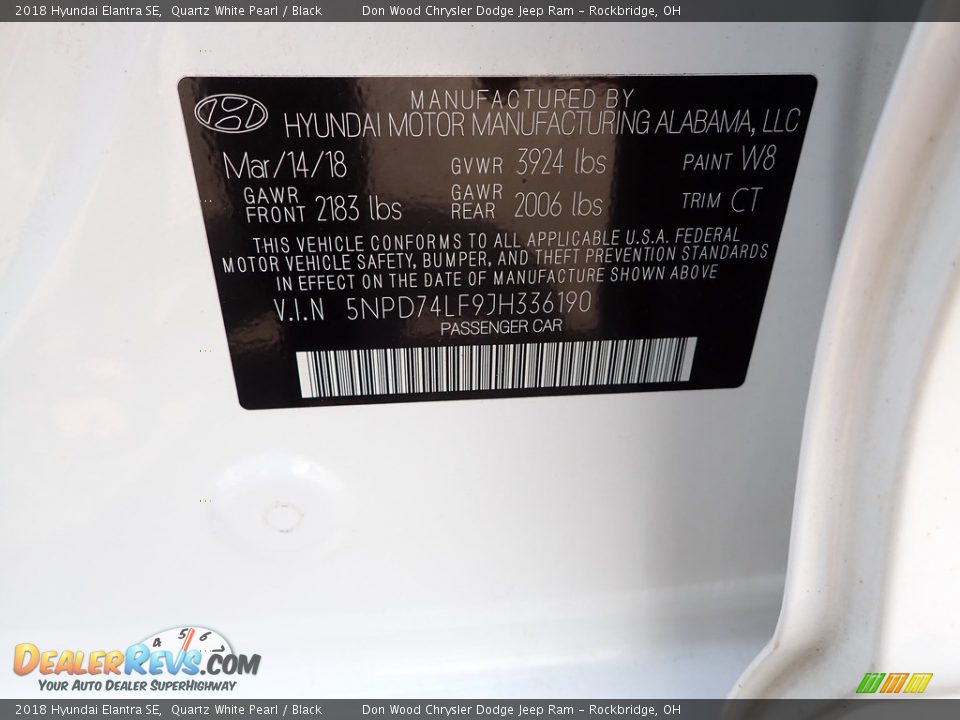 2018 Hyundai Elantra SE, Quartz White Pearl / Black Don Wood Chrysler Dodge Jeep Ram - Rockbridge, OH
MANUFACTURED BY
HYUNDAI MOTOR MANUFACTURING ALABAMA, LLC
Mar/14/18 GVWR 3924 lbs PAINT W8
GAWR FRONT 2183 lbs GAWR REAR 2006 lbs TRIM CT
THIS VEHICLE CONFORMS TO ALL APPLICABLE U.S.A. FEDERAL
MOTOR VEHICLE SAFETY, BUMPER, AND THEFT PREVENTION STANDARDS
IN EFFECT ON THE DATE OF MANUFACTURE SHOWN ABOVE
V.I.N 5NPD74LF9JH336190
PASSENGER CAR
4 5 6 7
DEALERREVS.COM
YOUR AUTO DEALER SUPERHIGHWAY
2018 Hyundai Elantra SE, Quartz White Pearl / Black Don Wood Chrysler Dodge Jeep Ram - Rockbridge, OH